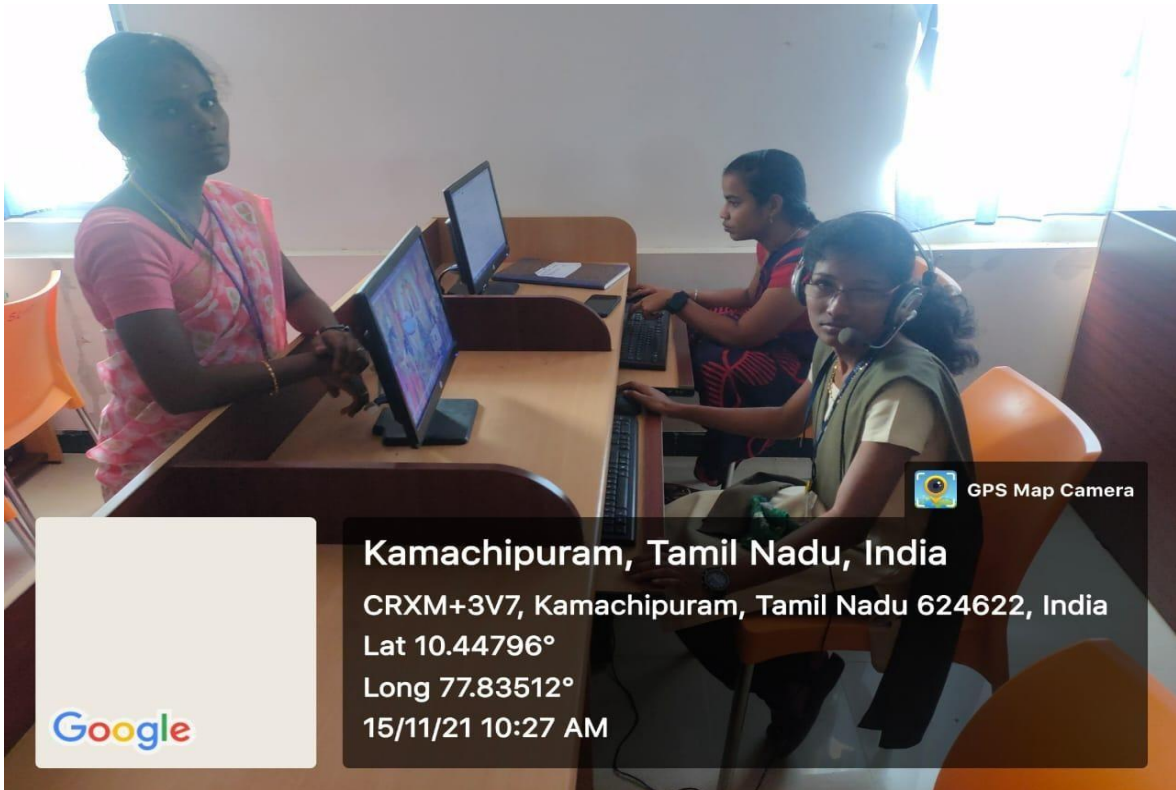 GPS Map Camera
Kamachipuram, Tamil Nadu, India
CRXM+3V7, Kamachipuram, Tamil Nadu 624622, India
Lat 10.44796°
Long 77.83512°
15/11/21 10:27 AM
Google